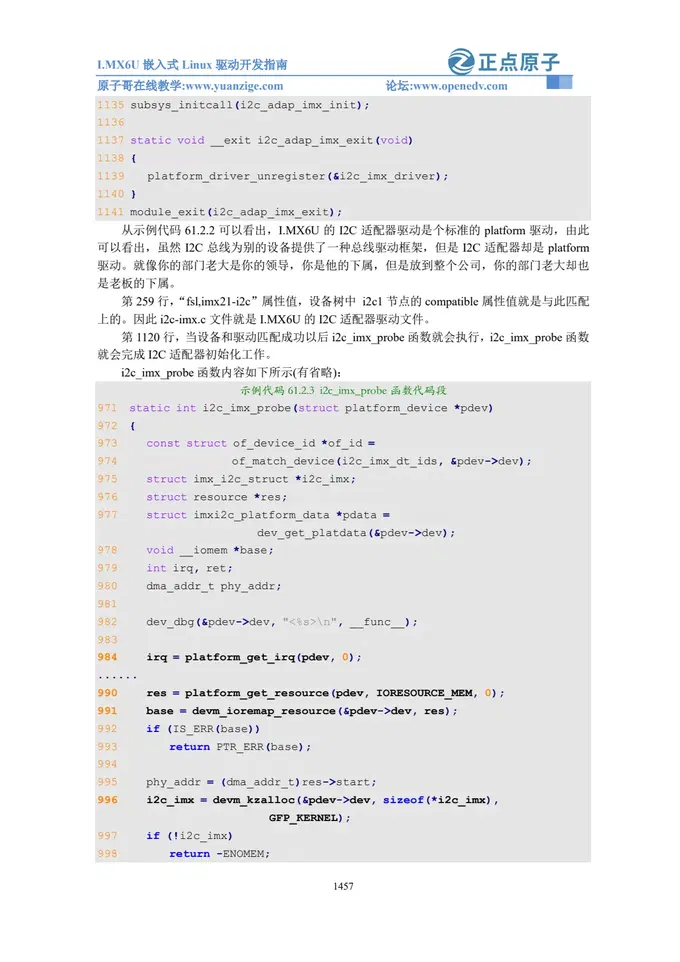 I.MX6U 嵌入式 Linux 驱动开发指南
正点原子
原子哥在线教学:www.yuanzige.com 论坛:www.openedv.com
1135 subsys_initcall(i2c_adap_imx_init);
1136
1137 static void __exit i2c_adap_imx_exit(void)
1138 {
1139 platform_driver_unregister(&i2c_imx_driver);
1140 }
1141 module_exit(i2c_adap_imx_exit);
从示例代码 61.2.2 可以看出，I.MX6U 的 I2C 适配器驱动是个标准的 platform 驱动，由此
可以看出，虽然 I2C 总线为别的设备提供了一种总线驱动框架，但是 I2C 适配器却是 platform
驱动。就像你的部门老大是你的领导，你是他的下属，但是放到整个公司，你的部门老大却也
是老板的下属。
第 259 行，“fsl,imx21-i2c”属性值，设备树中 i2c1 节点的 compatible 属性值就是与此匹配
上的。因此 i2c-imx.c 文件就是 I.MX6U 的 I2C 适配器驱动文件。
第 1120 行，当设备和驱动匹配成功以后 i2c_imx_probe 函数就会执行，i2c_imx_probe 函数
就会完成 I2C 适配器初始化工作。
i2c_imx_probe 函数内容如下所示(有省略)：
示例代码 61.2.3 i2c_imx_probe 函数代码段
971 static int i2c_imx_probe(struct platform_device *pdev)
972 {
973 const struct of_device_id *of_id =
974 of_match_device(i2c_imx_dt_ids, &pdev->dev);
975 struct imx_i2c_struct *i2c_imx;
976 struct resource *res;
977 struct imxi2c_platform_data *pdata =
dev_get_platdata(&pdev->dev);
978 void __iomem *base;
979 int irq, ret;
980 dma_addr_t phy_addr;
981
982 dev_dbg(&pdev->dev, "<%s>\n", __func__);
983
984 irq = platform_get_irq(pdev, 0);
......
990 res = platform_get_resource(pdev, IORESOURCE_MEM, 0);
991 base = devm_ioremap_resource(&pdev->dev, res);
992 if (IS_ERR(base))
993 return PTR_ERR(base);
994
995 phy_addr = (dma_addr_t)res->start;
996 i2c_imx = devm_kzalloc(&pdev->dev, sizeof(*i2c_imx),
GFP_KERNEL);
997 if (!i2c_imx)
998 return -ENOMEM;
1457